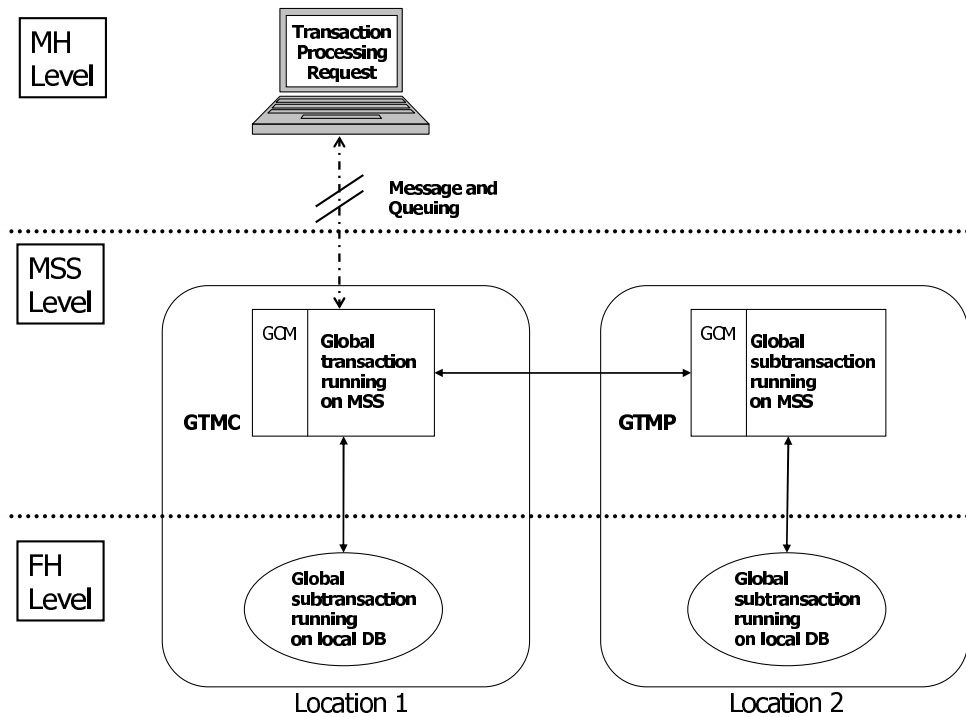 MH
Level
Transaction
Processing
Request
Message and
Queuing
MSS
Level
GCM
Global
transaction
running
on MSS
GTMC
GCM
Global
subtransaction
running
on MSS
GTMP
FH
Level
Global
subtransaction
running
on local DB
Global
subtransaction
running
on local DB
Location 1
Location 2